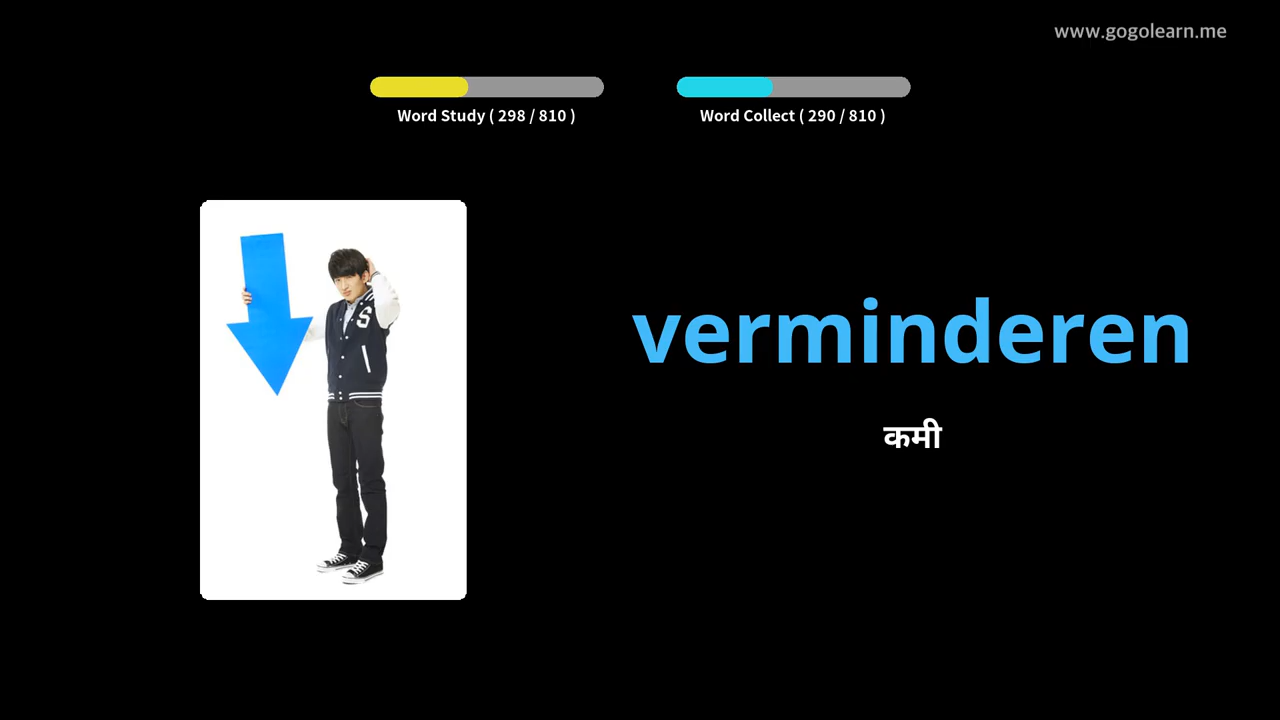 www.gogolearn.me
Word Study ( 298 / 810 )
Word Collect ( 290 / 810 )
S
verminderen
कमी